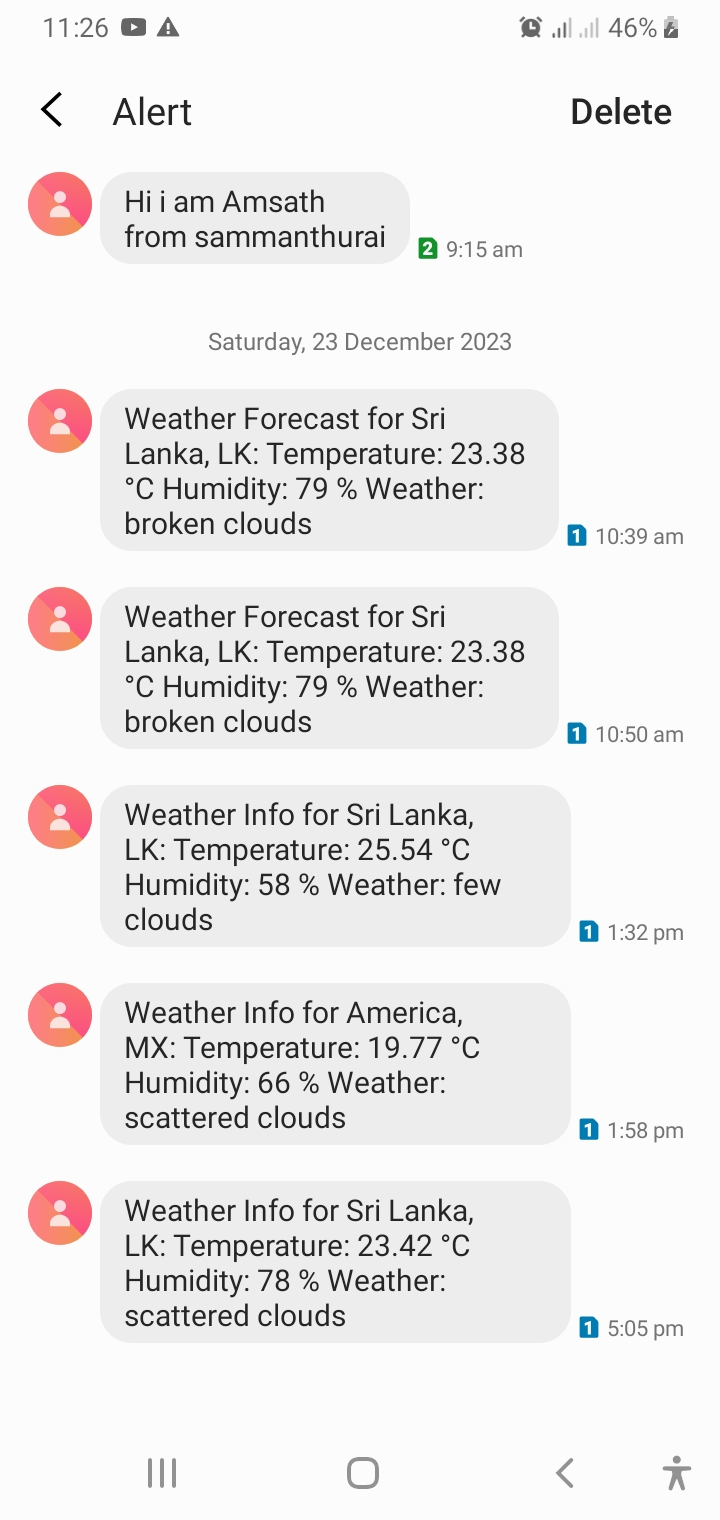 11:26 46%
Alert Delete
Hi i am Amsath
from sammanthurai
2 9:15 am
Saturday, 23 December 2023
Weather Forecast for Sri
Lanka, LK: Temperature: 23.38
°C Humidity: 79 % Weather:
broken clouds
1 10:39 am
Weather Forecast for Sri
Lanka, LK: Temperature: 23.38
°C Humidity: 79 % Weather:
broken clouds
1 10:50 am
Weather Info for Sri Lanka,
LK: Temperature: 25.54 °C
Humidity: 58 % Weather: few
clouds
1 1:32 pm
Weather Info for America,
MX: Temperature: 19.77 °C
Humidity: 66 % Weather:
scattered clouds
1 1:58 pm
Weather Info for Sri Lanka,
LK: Temperature: 23.42 °C
Humidity: 78 % Weather:
scattered clouds
1 5:05 pm